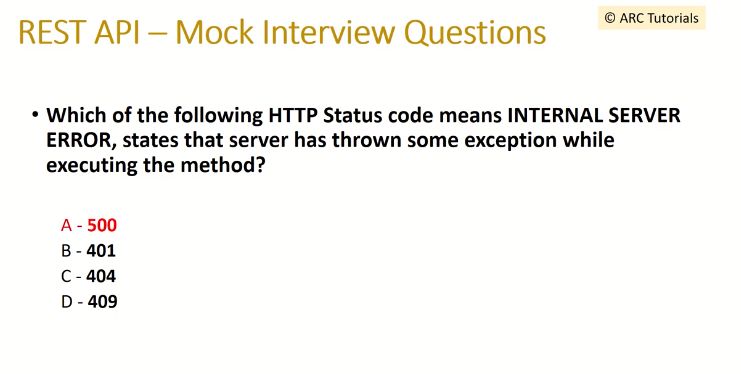 REST API – Mock Interview Questions
© ARC Tutorials
• Which of the following HTTP Status code means INTERNAL SERVER
ERROR, states that server has thrown some exception while
executing the method?
A - 500
B - 401
C - 404
D - 409